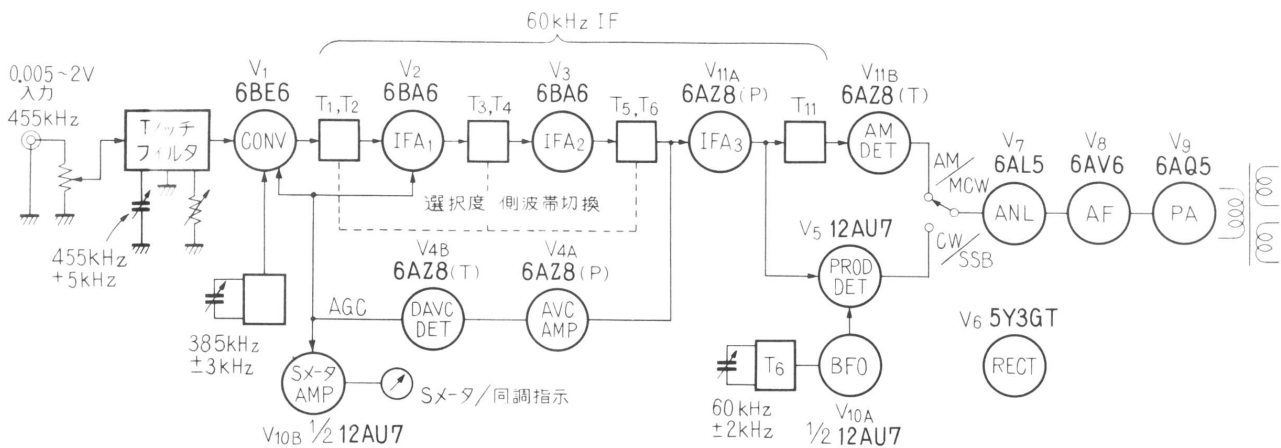 60kHz IF
0.005~2V
入力
455kHz
Tノッチ
フィルタ
455kHz
±5kHz
V1
6BE6
CONV
385kHz
±3kHz
T1,T2
V2
6BA6
IFA1
T3,T4
V3
6BA6
IFA2
T5,T6
V11A
6AZ8(P)
IFA3
T11
V11B
6AZ8(T)
AM
DET
選択度 側波帯切換
AGC
V4B
6AZ8(T)
DAVC
DET
V4A
6AZ8(P)
AVC
AMP
Sメータ
AMP
V10B 1/2 12AU7
Sメータ/同調指示
V5 12AU7
PROD
DET
T6
60kHz
±2kHz
BFO
V10A
1/2 12AU7
AM/MCW
CW/SSB
V7
6AL5
ANL
V8
6AV6
AF
V9
6AQ5
PA
V6 5Y3GT
RECT